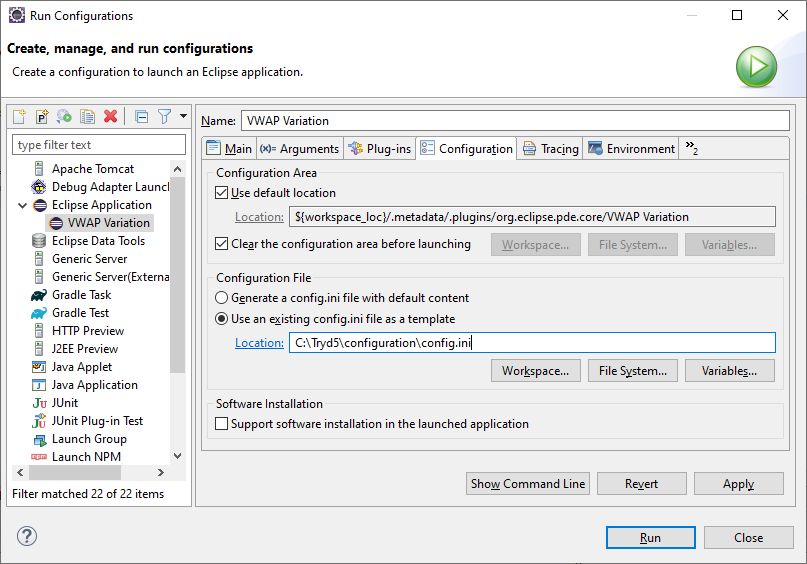 Run Configurations
Create, manage, and run configurations
Create a configuration to launch an Eclipse application.
type filter text
Apache Tomcat
Debug Adapter Launc
Eclipse Application
VWAP Variation
Eclipse Data Tools
Generic Server
Generic Server(Externa
Gradle Task
Gradle Test
HTTP Preview
J2EE Preview
Java Applet
Java Application
JUnit
JUnit Plug-in Test
Launch Group
Launch NPM
Filter matched 22 of 22 items
Name: VWAP Variation
Main (x)= Arguments Plug-ins Configuration Tracing Environment »2
Configuration Area
Use default location
Location: ${workspace_loc}/.metadata/.plugins/org.eclipse.pde.core/VWAP Variation
Clear the configuration area before launching Workspace... File System... Variables...
Configuration File
Generate a config.ini file with default content
Use an existing config.ini file as a template
Location: C:\Tryd5\configuration\config.ini
Workspace... File System... Variables...
Software Installation
Support software installation in the launched application
Show Command Line Revert Apply
? Run Close